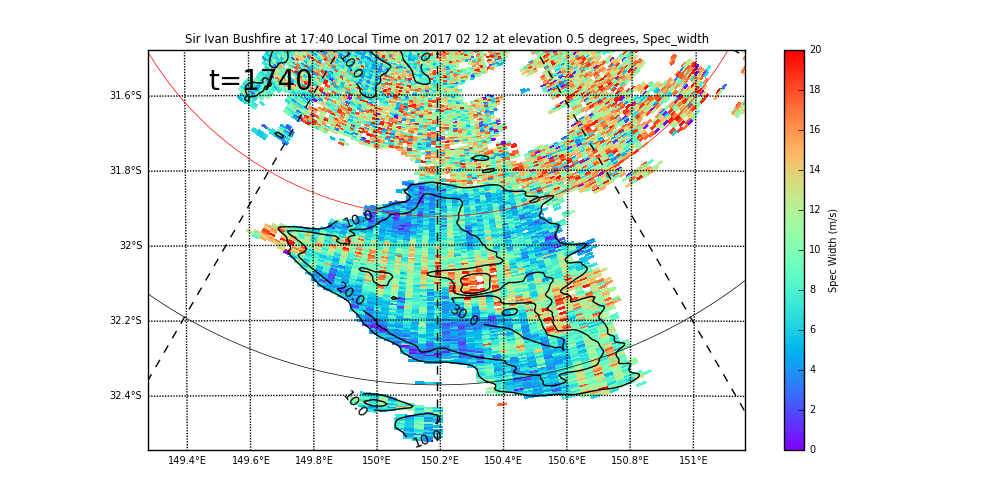 Sir Ivan Bushfire at 17:40 Local Time on 2017 02 12 at elevation 0.5 degrees, Spec_width
t=1740
10.0
31.6°S
31.8°S
32°S
32.2°S
32.4°S
10.0
20.0
30.0
10.0
10.0
149.4°E 149.6°E 149.8°E 150°E 150.2°E 150.4°E 150.6°E 150.8°E 151°E
20
18
16
14
12
10
8
6
4
2
0
Spec Width (m/s)